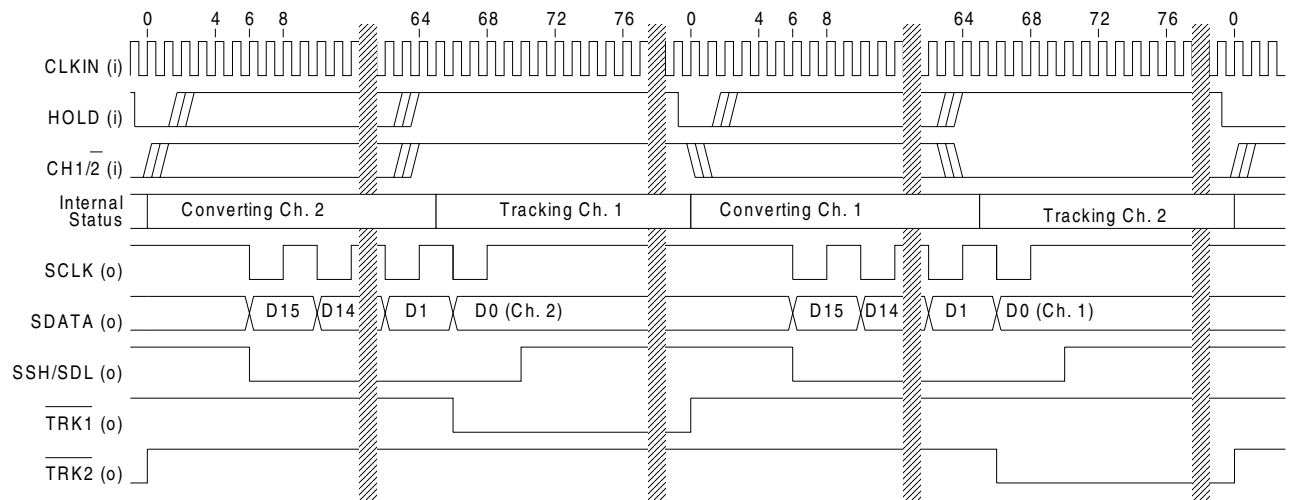 0 4 6 8 64 68 72 76 0 4 6 8 64 68 72 76 0
CLKIN (i)
HOLD (i)
CH1/2̅ (i)
Internal Status Converting Ch. 2 Tracking Ch. 1 Converting Ch. 1 Tracking Ch. 2
SCLK (o)
SDATA (o) D15 D14 D1 D0 (Ch. 2) D15 D14 D1 D0 (Ch. 1)
SSH/SDL (o)
T̅R̅K̅1̅ (o)
T̅R̅K̅2̅ (o)